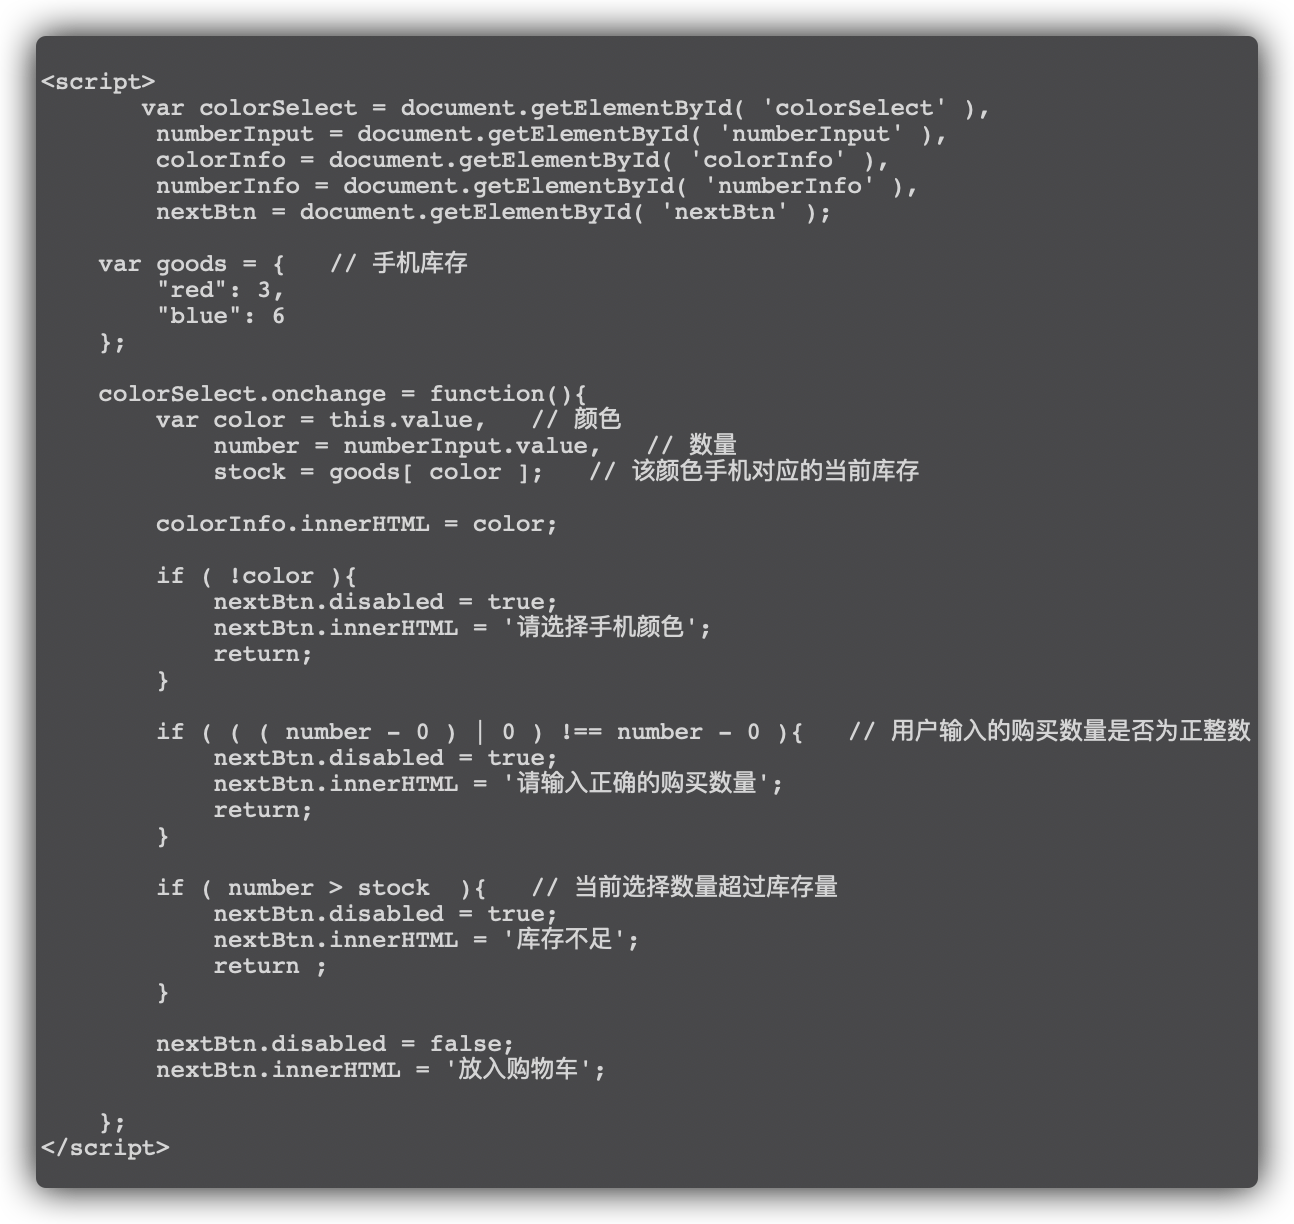 <script>
var colorSelect = document.getElementById( 'colorSelect' ),
numberInput = document.getElementById( 'numberInput' ),
colorInfo = document.getElementById( 'colorInfo' ),
numberInfo = document.getElementById( 'numberInfo' ),
nextBtn = document.getElementById( 'nextBtn' );
var goods = {   // 手机库存
"red": 3,
"blue": 6
};
colorSelect.onchange = function(){
var color = this.value,   // 颜色
number = numberInput.value,   // 数量
stock = goods[ color ];   // 该颜色手机对应的当前库存
colorInfo.innerHTML = color;
if ( !color ){
nextBtn.disabled = true;
nextBtn.innerHTML = '请选择手机颜色';
return;
}
if ( ( ( number - 0 ) | 0 ) !== number - 0 ){   // 用户输入的购买数量是否为正整数
nextBtn.disabled = true;
nextBtn.innerHTML = '请输入正确的购买数量';
return;
}
if ( number > stock  ){   // 当前选择数量超过库存量
nextBtn.disabled = true;
nextBtn.innerHTML = '库存不足';
return ;
}
nextBtn.disabled = false;
nextBtn.innerHTML = '放入购物车';
};
</script>